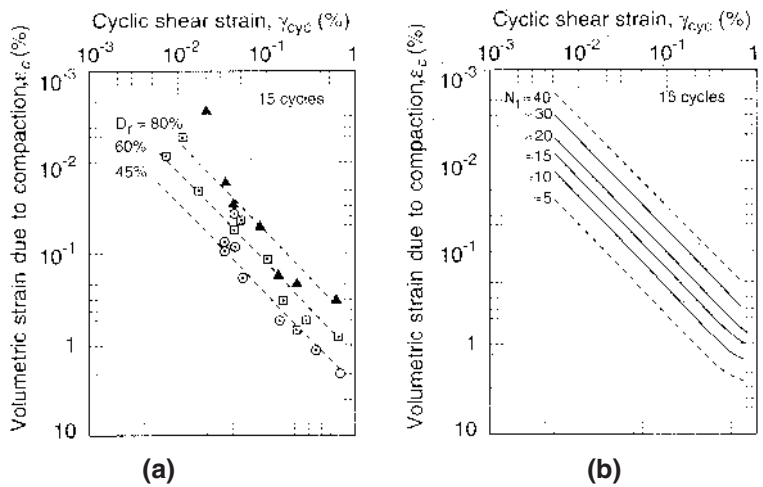 Cyclic shear strain, γcyc (%)
10-3 10-2 10-1 1
Volumetric strain due to compaction, εc (%)
10-3
10-2
10-1
1
10
15 cycles
Dr = 80%
60%
45%
(a)
Cyclic shear strain, γcyc (%)
10-3 10-2 10-1 1
Volumetric strain due to compaction, εc (%)
10-3
10-2
10-1
1
10
15 cycles
N1=40
=30
=20
=15
=10
=5
(b)